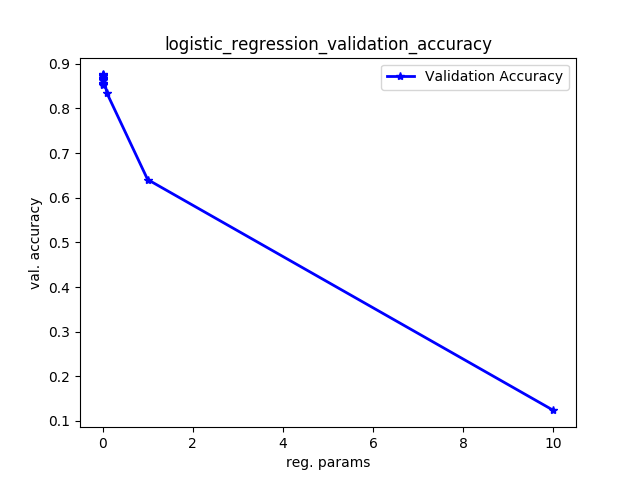 logistic_regression_validation_accuracy
Validation Accuracy
val. accuracy
0.9
0.8
0.7
0.6
0.5
0.4
0.3
0.2
0.1
0 2 4 6 8 10
reg. params